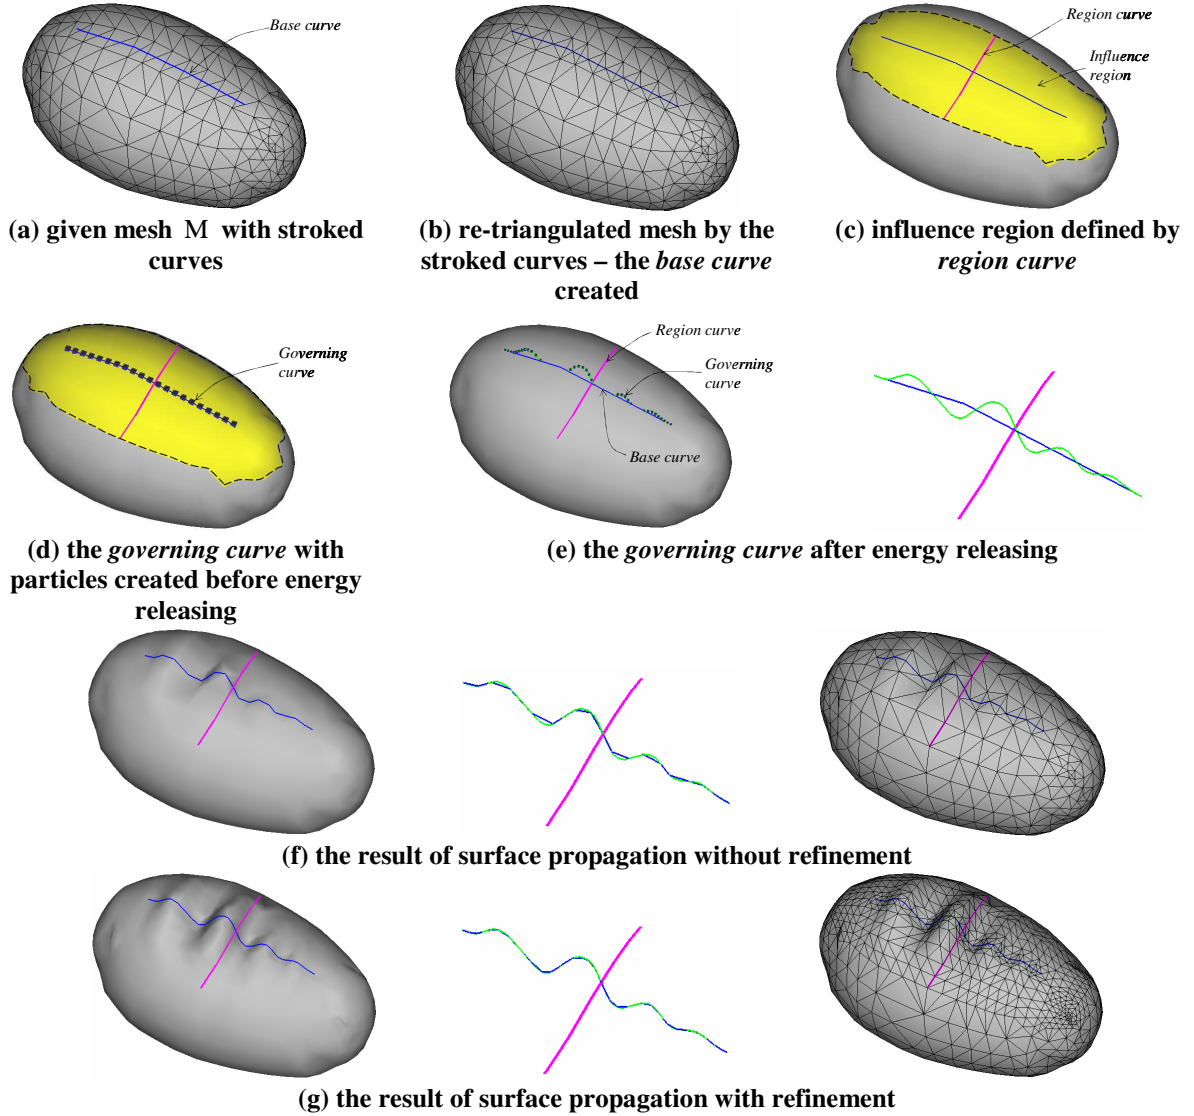 Base curve
Region curve
Influence
region
(a) given mesh M with stroked
curves
(b) re-triangulated mesh by the
stroked curves – the base curve
created
(c) influence region defined by
region curve
Governing
curve
Region curve
Governing
curve
Base curve
(d) the governing curve with
particles created before energy
releasing
(e) the governing curve after energy releasing
(f) the result of surface propagation without refinement
(g) the result of surface propagation with refinement